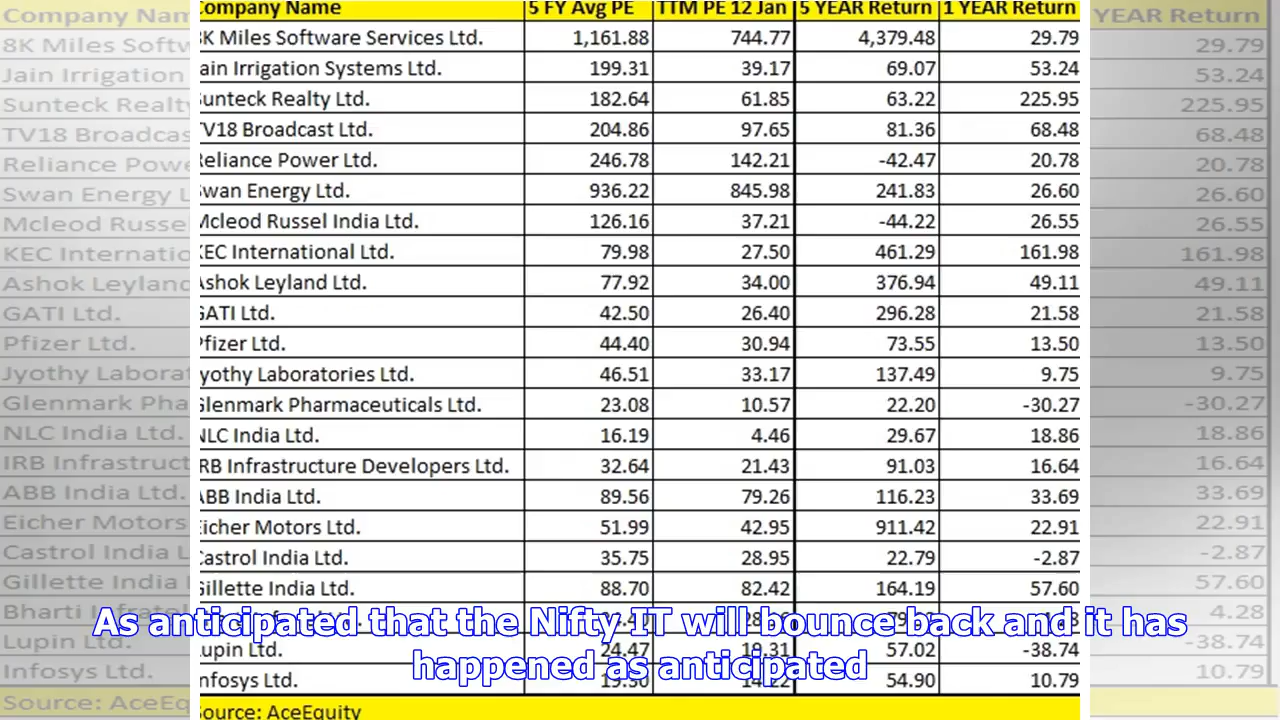 Company Name 5 FY Avg PE TTM PE 12 Jan 5 YEAR Return 1 YEAR Return
8K Miles Software Services Ltd. 1,161.88 744.77 4,379.48 29.79
Jain Irrigation Systems Ltd. 199.31 39.17 69.07 53.24
Sunteck Realty Ltd. 182.64 61.85 63.22 225.95
TV18 Broadcast Ltd. 204.86 97.65 81.36 68.48
Reliance Power Ltd. 246.78 142.21 -42.47 20.78
Swan Energy Ltd. 936.22 845.98 241.83 26.60
Mcleod Russel India Ltd. 126.16 37.21 -44.22 26.55
KEC International Ltd. 79.98 27.50 461.29 161.98
Ashok Leyland Ltd. 77.92 34.00 376.94 49.11
GATI Ltd. 42.50 26.40 296.28 21.58
Pfizer Ltd. 44.40 30.94 73.55 13.50
Jyothy Laboratories Ltd. 46.51 33.17 137.49 9.75
Glenmark Pharmaceuticals Ltd. 23.08 10.57 22.20 -30.27
NLC India Ltd. 16.19 4.46 29.67 18.86
IRB Infrastructure Developers Ltd. 32.64 21.43 91.03 16.64
ABB India Ltd. 89.56 79.26 116.23 33.69
Eicher Motors Ltd. 51.99 42.95 911.42 22.91
Castrol India Ltd. 35.75 28.95 22.79 -2.87
Gillette India Ltd. 88.70 82.42 164.19 57.60
Bharti Infratel 4.28
As anticipated that the Nifty IT will bounce back and it has
Lupin Ltd. 24.47 19.31 57.02 -38.74
happened as anticipated
Infosys Ltd. 54.90 10.79
Source: AceEquity